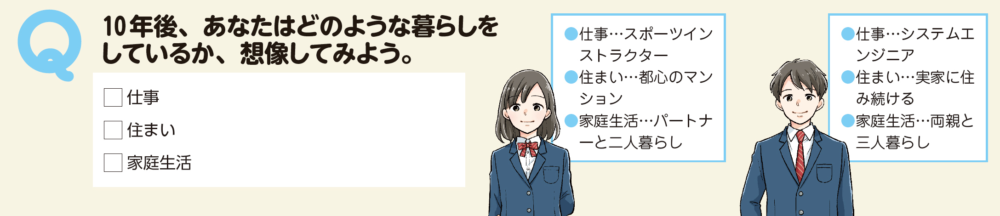 Q
10年後、あなたはどのような暮らしを
しているか、想像してみよう。
□仕事
□住まい
□家庭生活
●仕事…スポーツイン
ストラクター
●住まい…都心のマン
ション
●家庭生活…パートナ
ーと二人暮らし
●仕事…システムエ
ンジニア
●住まい…実家に住
み続ける
●家庭生活…両親と
三人暮らし